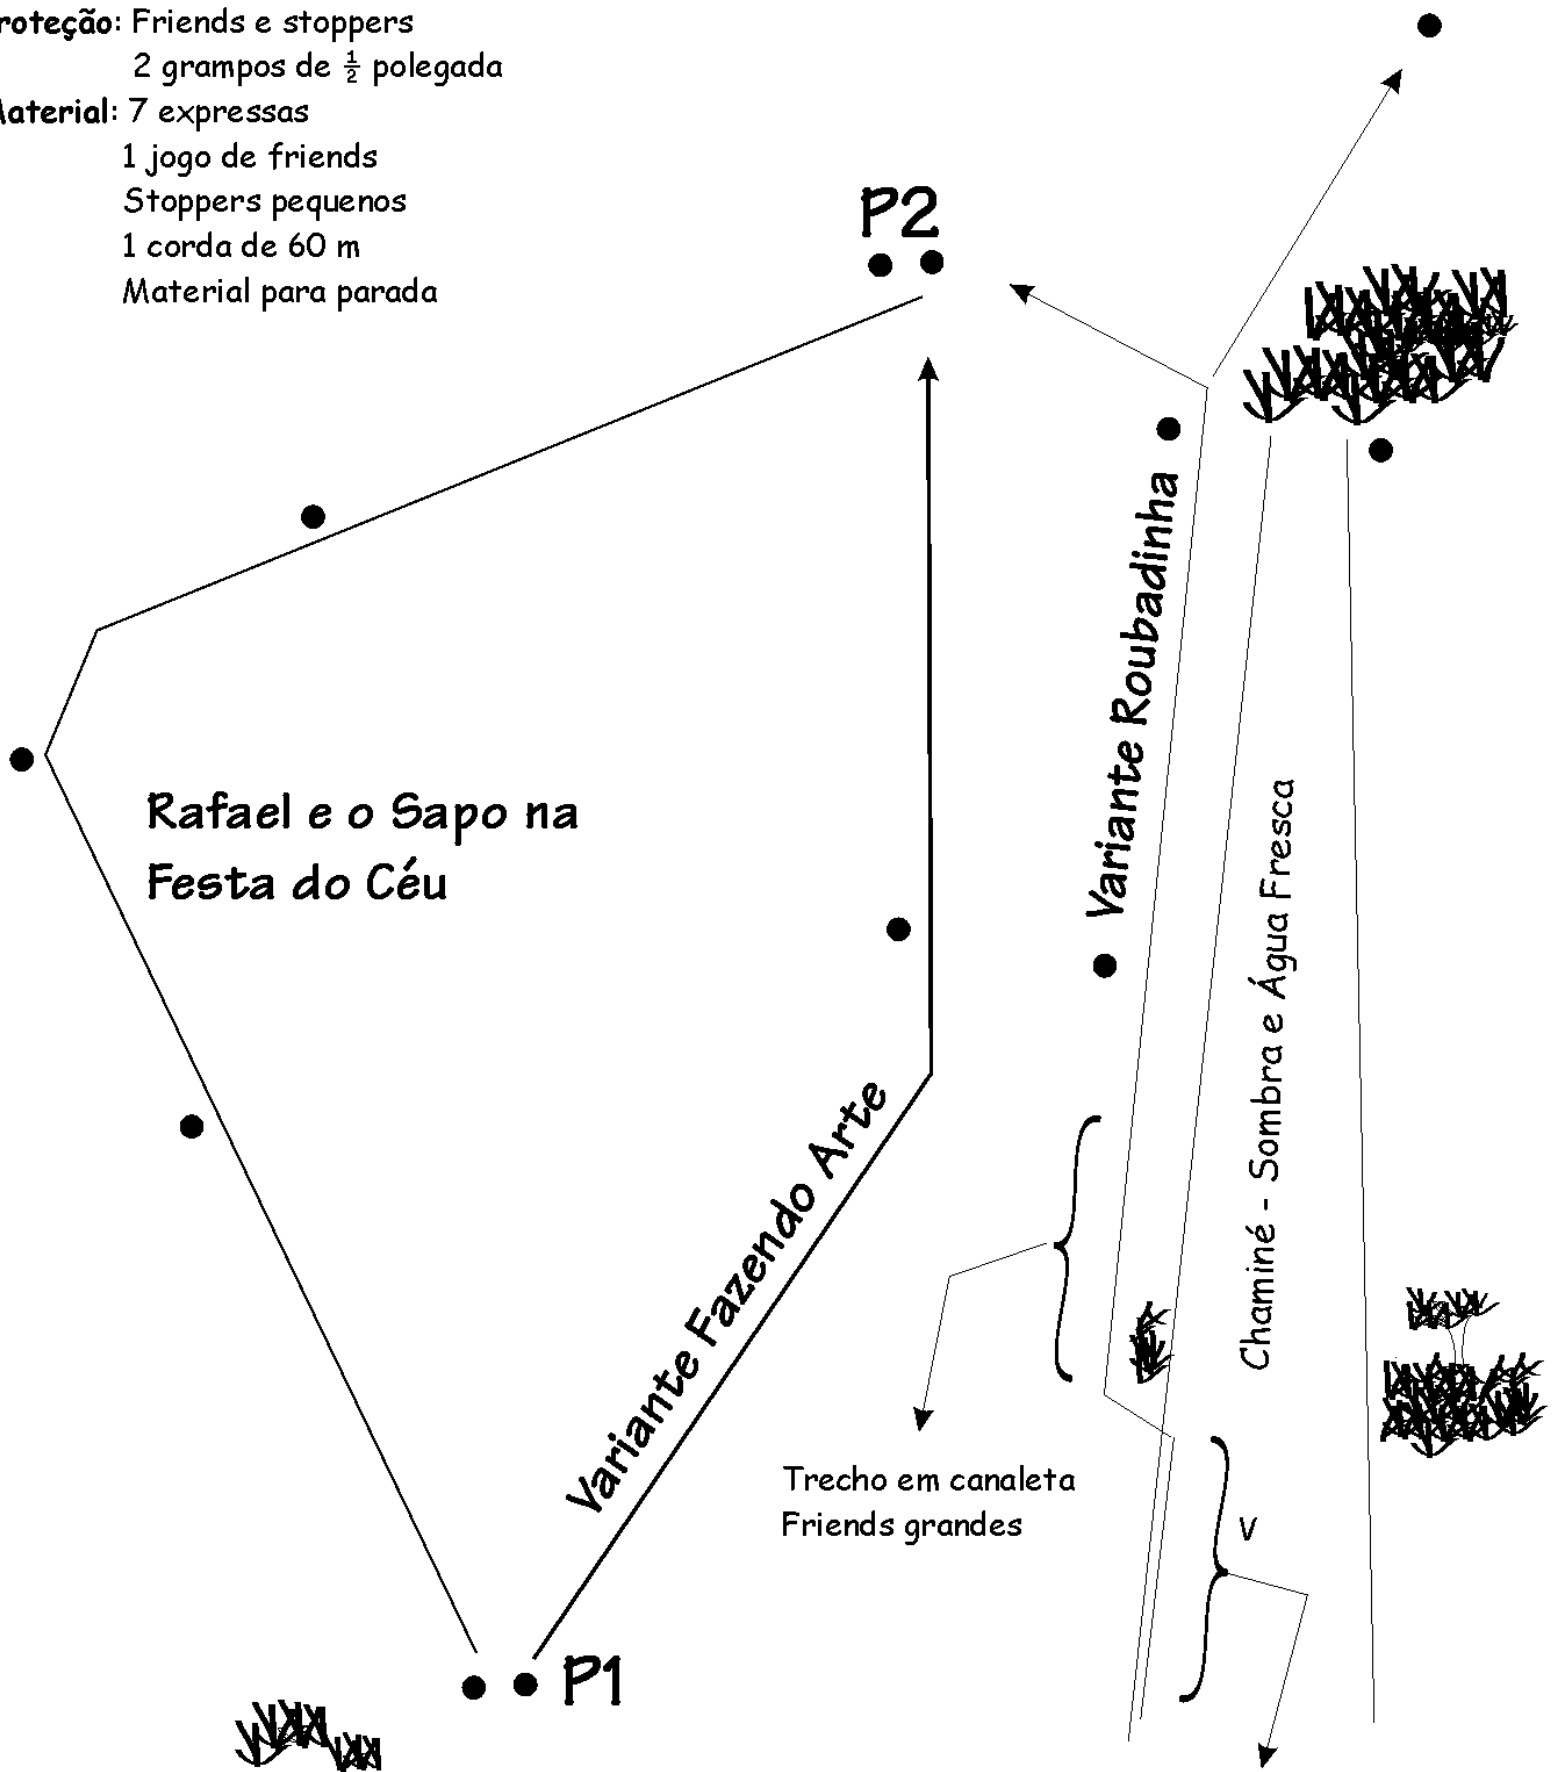 roteção: Friends e stoppers
2 grampos de ½ polegada
Material: 7 expressas
1 jogo de friends
Stoppers pequenos
1 corda de 60 m
Material para parada
P2
Variante Roubadinha
Rafael e o Sapo na
Festa do Céu
Chaminé - Sombra e Água Fresca
Variante Fazendo Arte
Trecho em canaleta
Friends grandes
V
P1